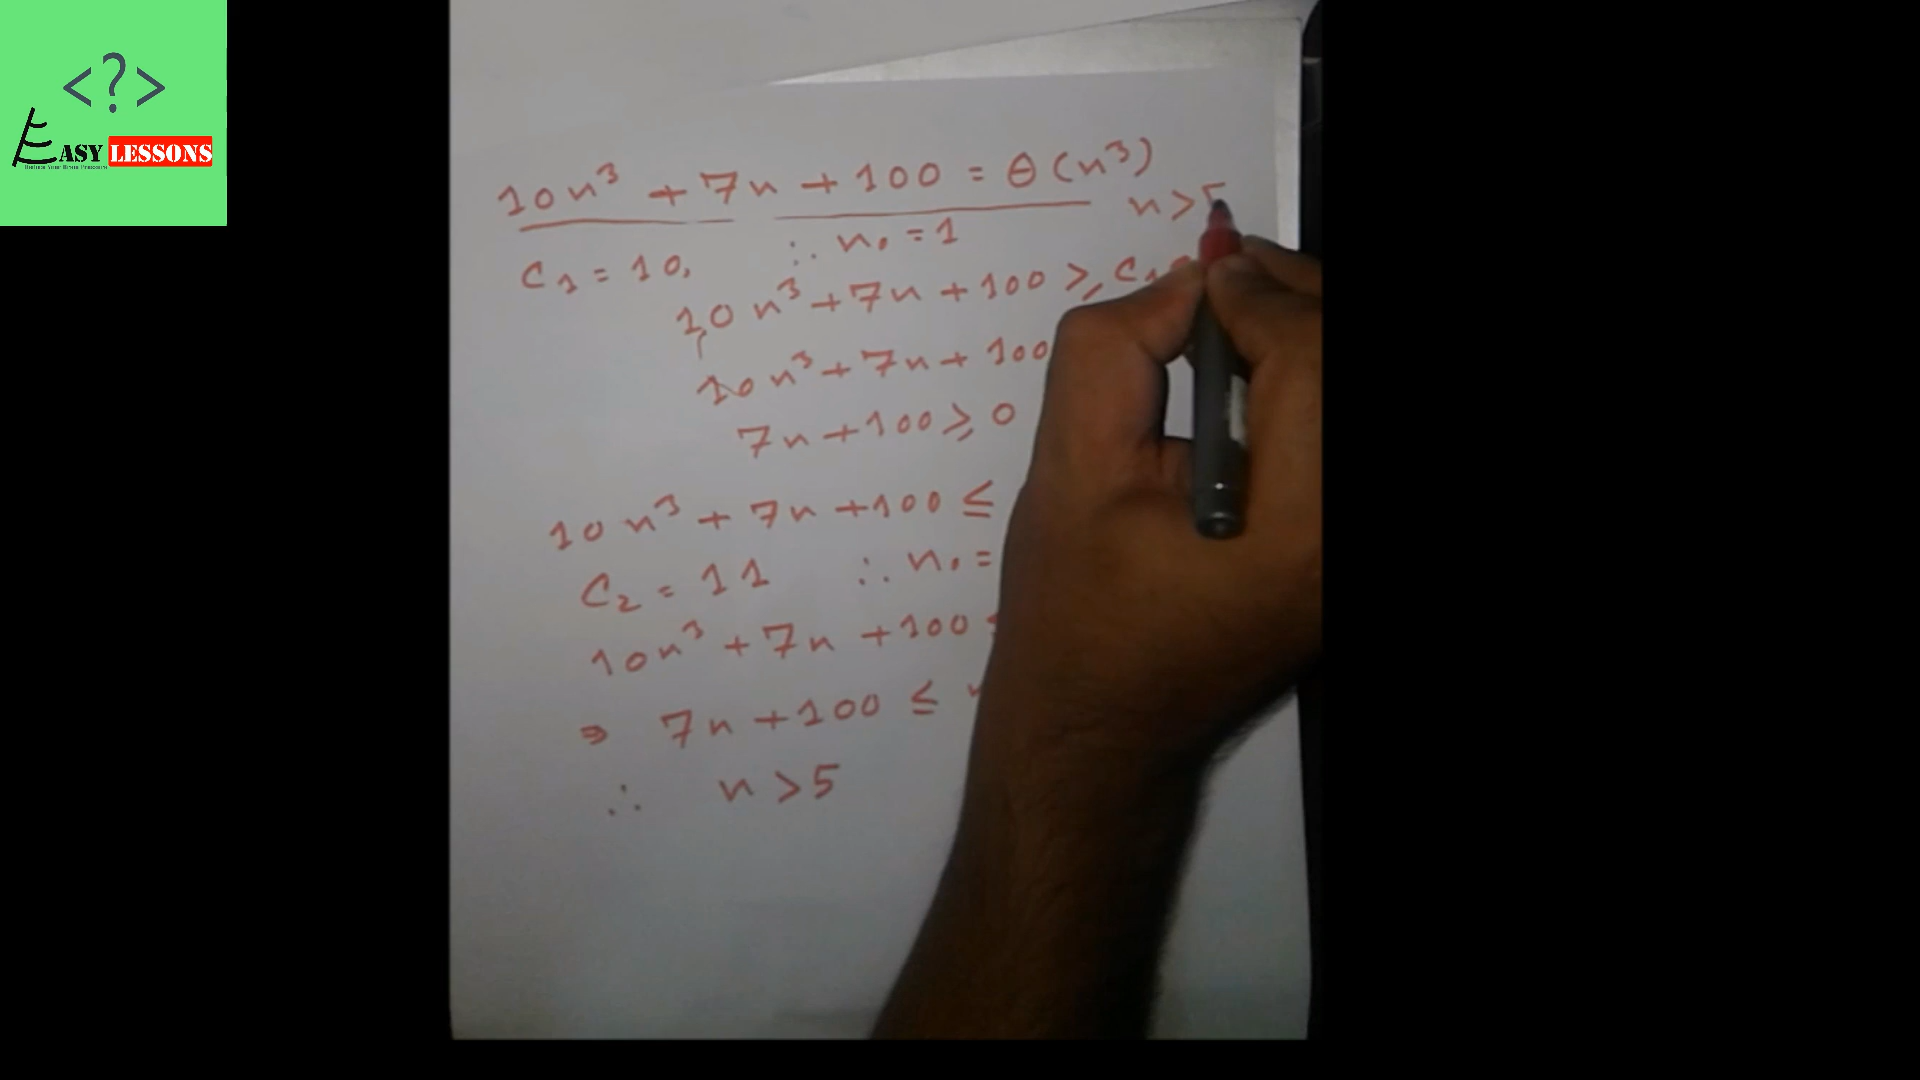 <?>
EASY LESSONS
10n³ + 7n + 100 = θ(n³)
n > 5
C₁ = 10, ∴ n₀ = 1
10n³ + 7n + 100 ≥ C₁
10n³ + 7n + 100
7n + 100 ≥ 0
10n³ + 7n + 100 ≤
C₂ = 11 ∴ n₀ =
10n³ + 7n + 100 ≤
⇒ 7n + 100 ≤ n
∴ n > 5